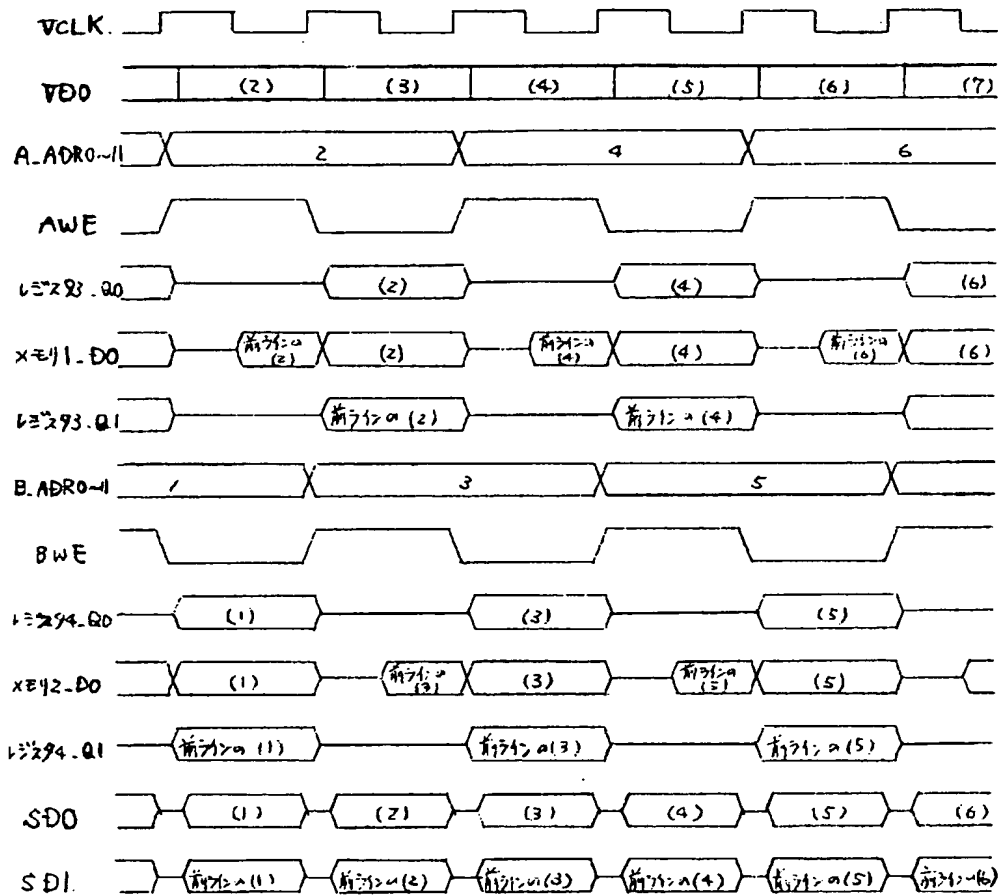 VCLK.
VD0 (2) (3) (4) (5) (6) (7)
A_ADR0~11 2 4 6
AWE
レジスタ3_Q0 (2) (4) (6)
メモリ1_D0 前ラインの(2) (2) 前ラインの(4) (4) 前ラインの(6) (6)
レジスタ3_Q1 前ラインの(2) 前ラインの(4)
B_ADR0~11 1 3 5
BWE
レジスタ4_Q0 (1) (3) (5)
メモリ2_D0 (1) 前ラインの(3) (3) 前ラインの(5) (5)
レジスタ4_Q1 前ラインの(1) 前ラインの(3) 前ラインの(5)
SD0 (1) (2) (3) (4) (5) (6)
SD1. 前ラインの(1) 前ラインの(2) 前ラインの(3) 前ラインの(4) 前ラインの(5) 前ラインの(6)